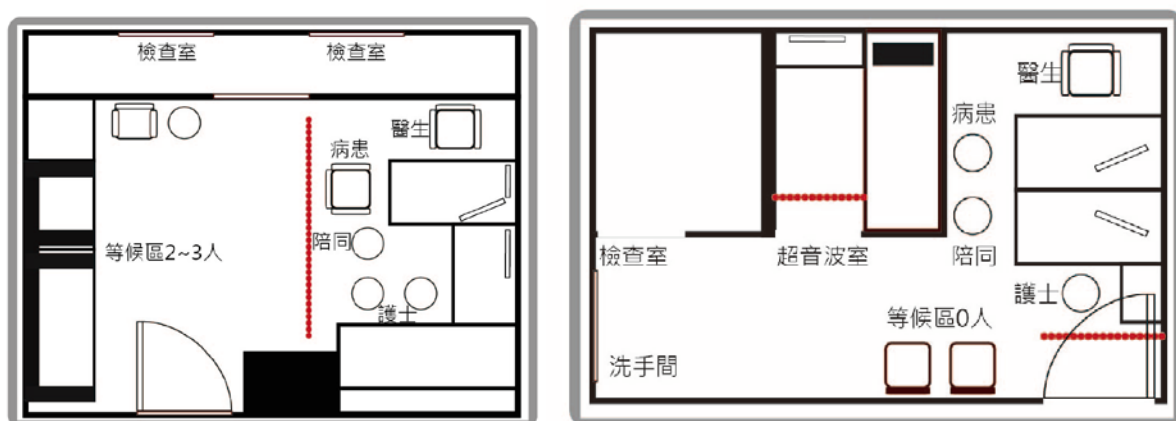 檢查室
檢查室
醫生
病患
等候區2~3人
陪同
護士
醫生
病患
檢查室
超音波室
陪同
護士
等候區0人
洗手間